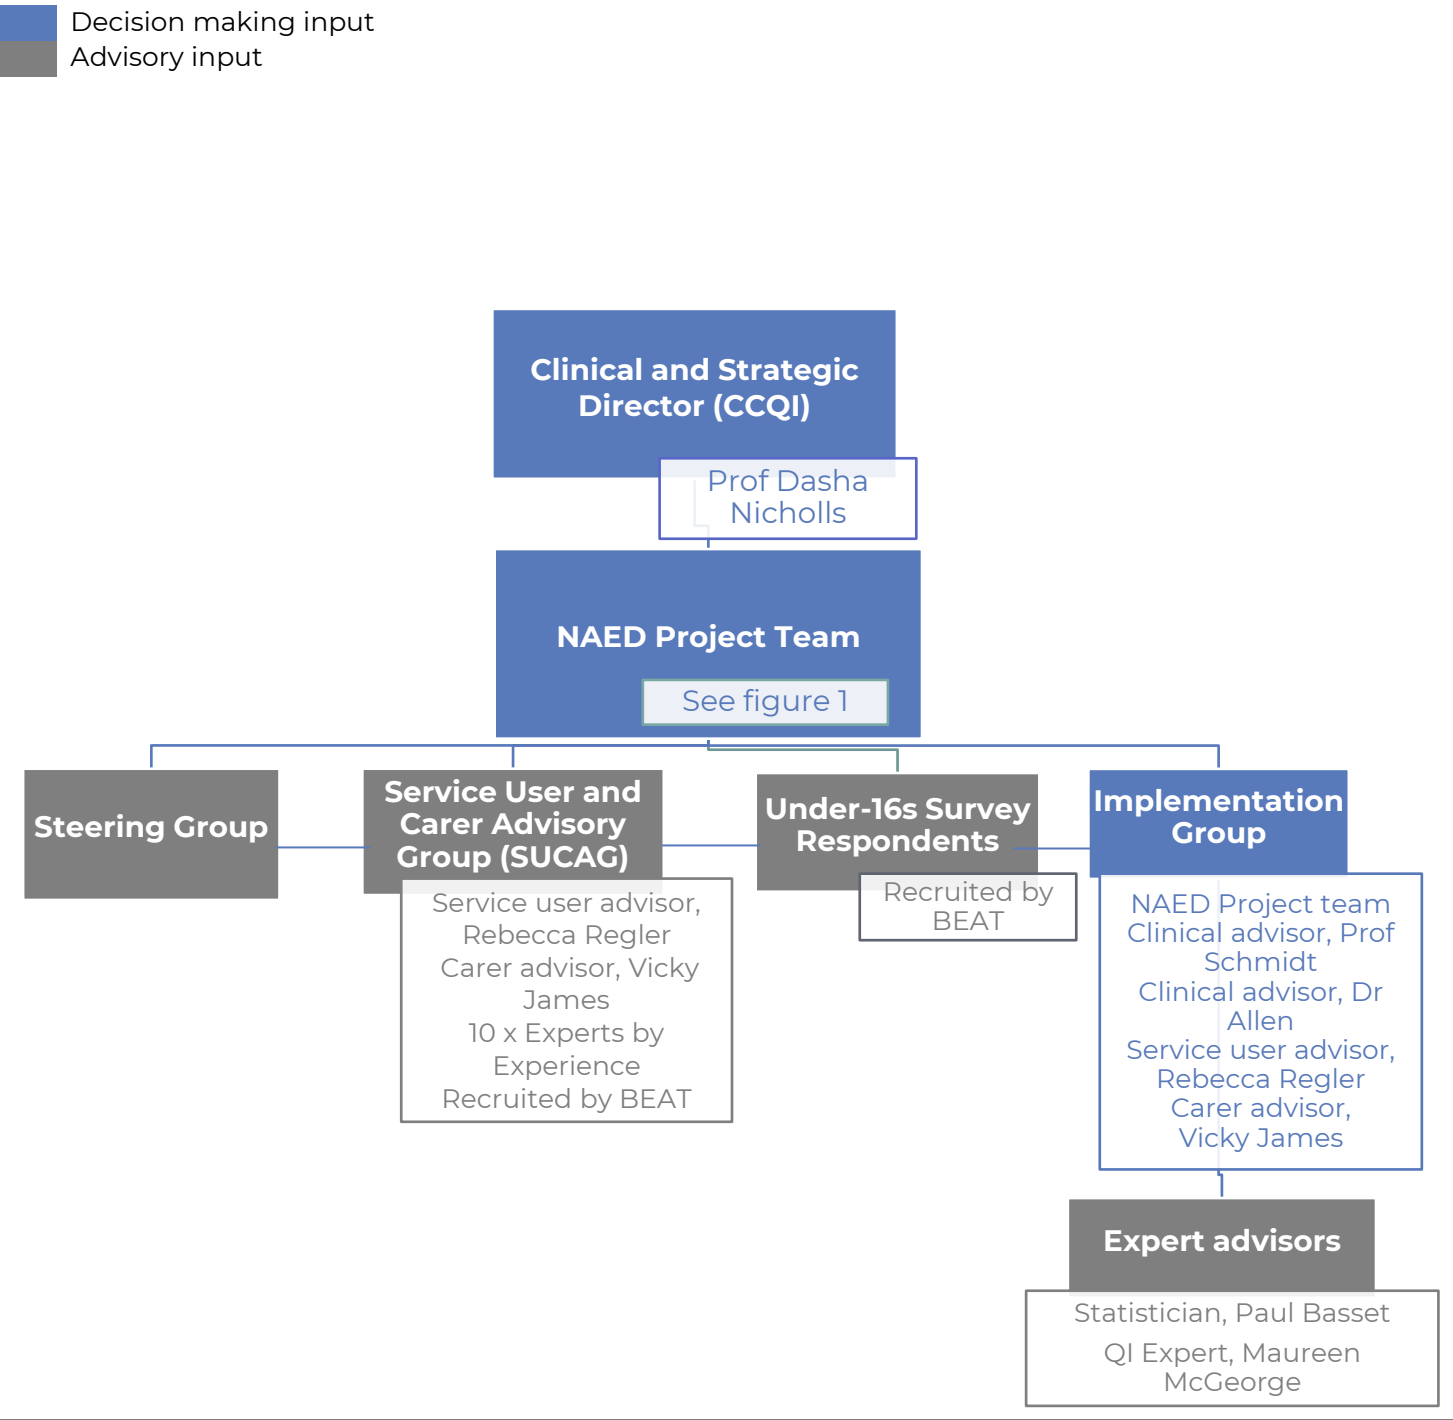 Decision making input
Advisory input
Clinical and Strategic
Director (CCQI)
Prof Dasha
Nicholls
NAED Project Team
See figure 1
Steering Group
Service User and
Carer Advisory
Group (SUCAG)
Service user advisor,
Rebecca Regler
Carer advisor, Vicky
James
10 x Experts by
Experience
Recruited by BEAT
Under-16s Survey
Respondents
Recruited by
BEAT
Implementation
Group
NAED Project team
Clinical advisor, Prof
Schmidt
Clinical advisor, Dr
Allen
Service user advisor,
Rebecca Regler
Carer advisor,
Vicky James
Expert advisors
Statistician, Paul Basset
QI Expert, Maureen
McGeorge